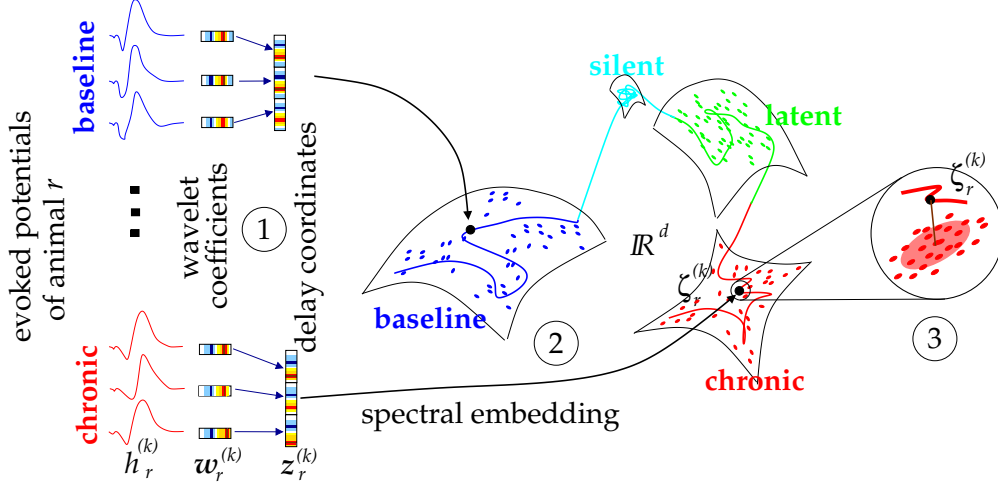 evoked potentials
of animal r
baseline
chronic
wavelet
coefficients
1
delay coordinates
h_r^(k)
w_r^(k)
z_r^(k)
silent
latent
baseline
chronic
ℝ^d
ζ_r^(k)
ζ_r^(k)
2
3
spectral embedding